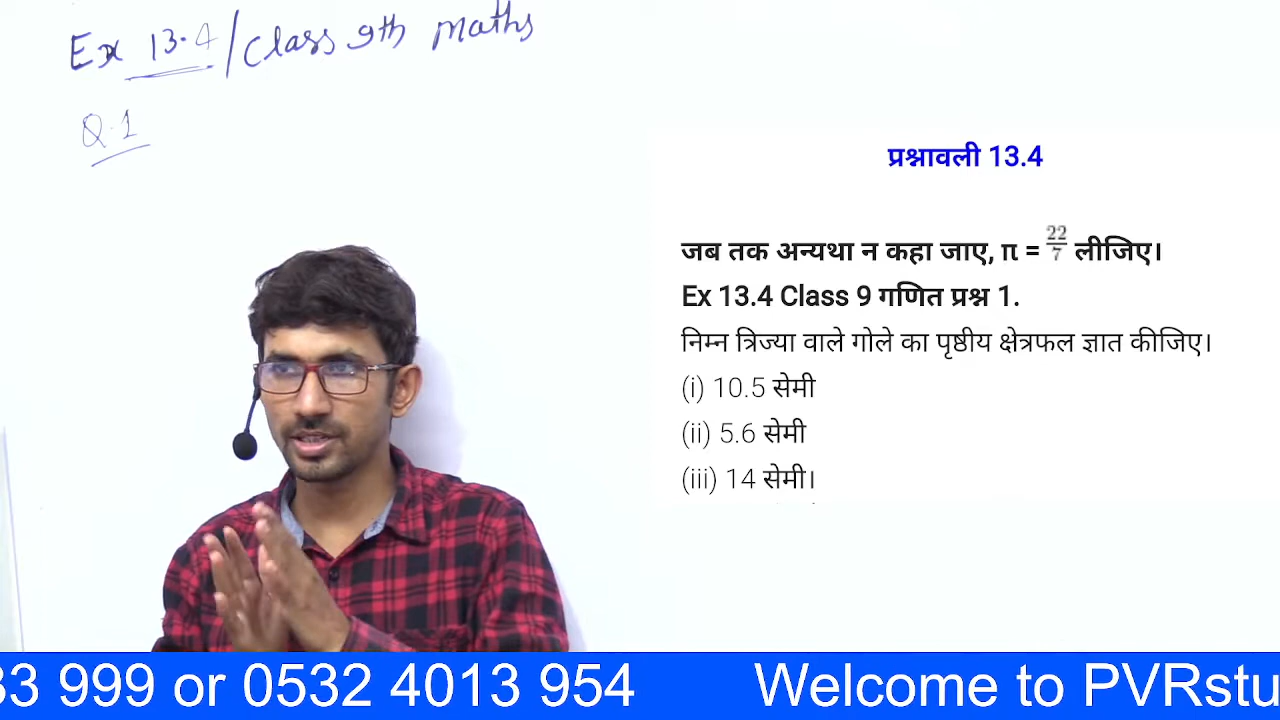 Ex 13.4 / Class 9th Maths
Q.1
प्रश्नावली 13.4
जब तक अन्यथा न कहा जाए, π = 22/7 लीजिए।
Ex 13.4 Class 9 गणित प्रश्न 1.
निम्न त्रिज्या वाले गोले का पृष्ठीय क्षेत्रफल ज्ञात कीजिए।
(i) 10.5 सेमी
(ii) 5.6 सेमी
(iii) 14 सेमी।
33 999 or 0532 4013 954 Welcome to PVRstu